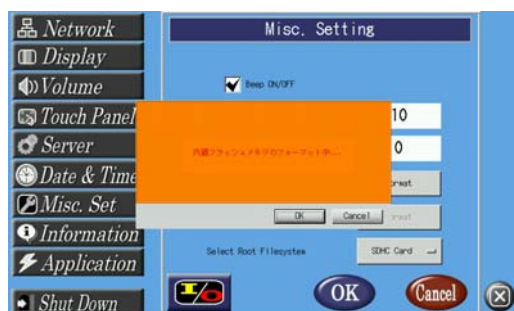 Network
Misc. Setting
Display
Volume
Beep ON/OFF
Touch Panel
10
Server
内蔵フラッシュメモリのフォーマット中....
0
Date & Time
Misc. Set
OK
Cancel
Information
Select Root Filesystem
SDHC Card
Application
I/O
OK
Cancel
Shut Down